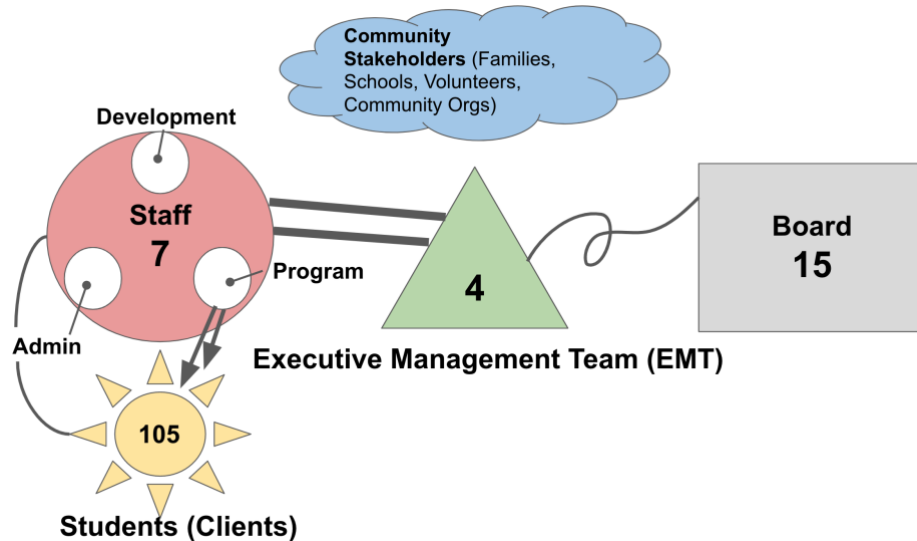 Community
Stakeholders (Families,
Schools, Volunteers,
Community Orgs)
Development
Staff
7
Program
Admin
4
Executive Management Team (EMT)
Board
15
105
Students (Clients)